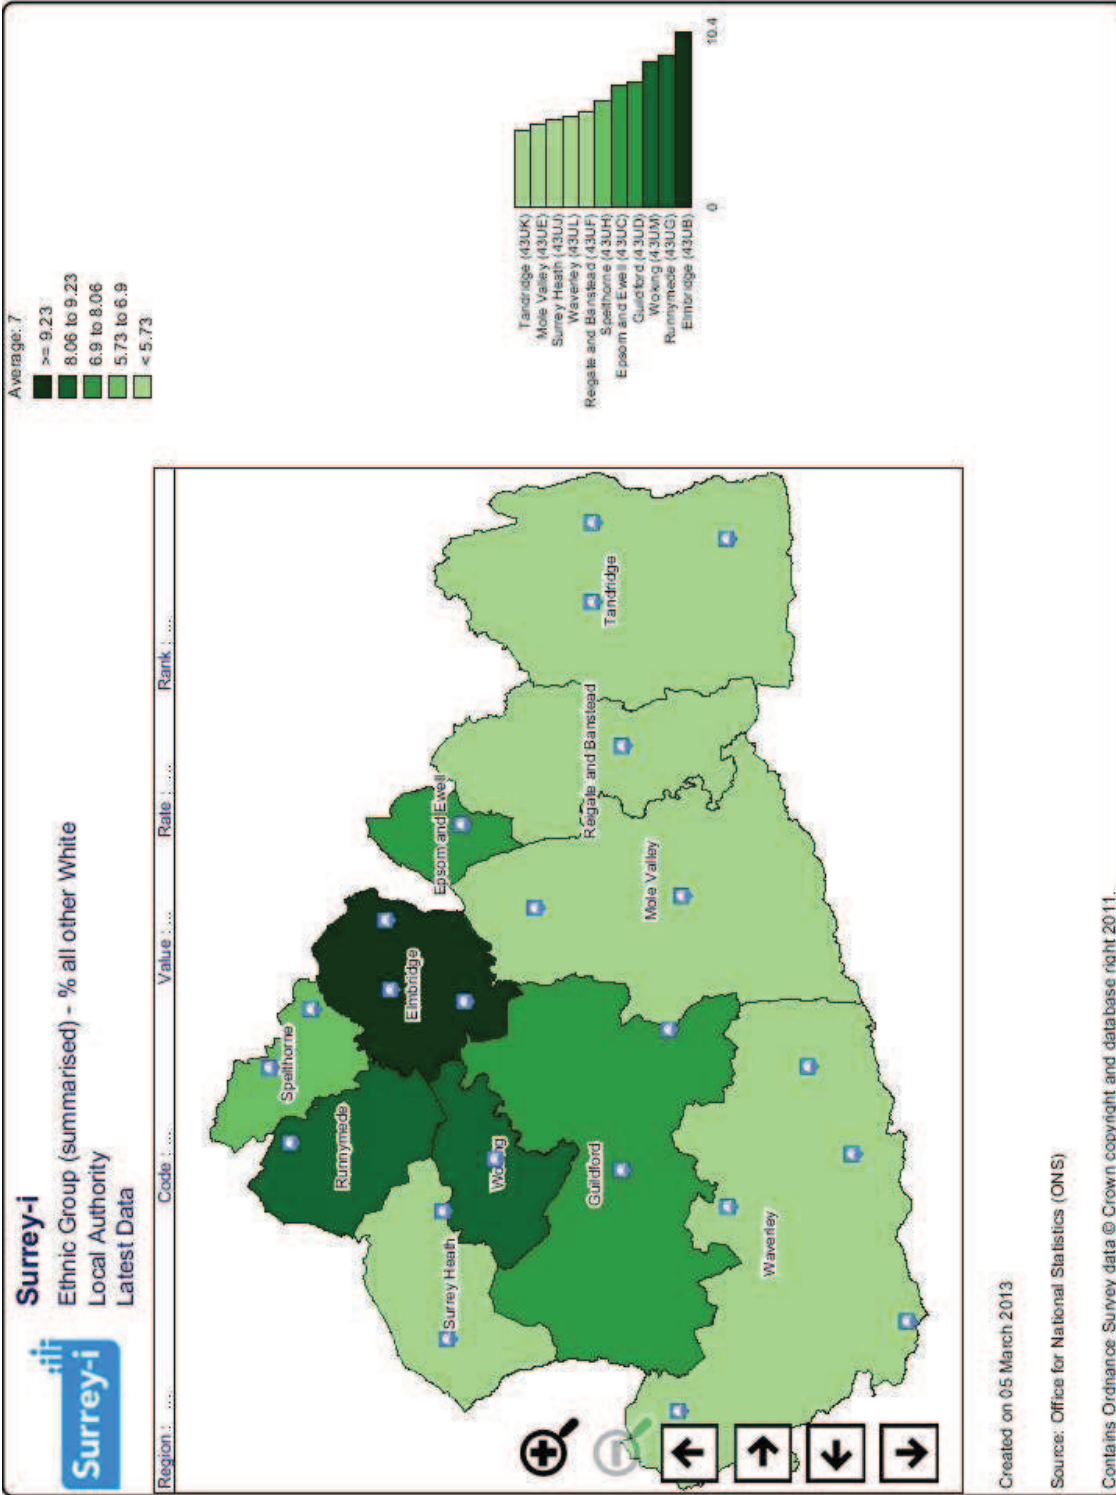 Surrey-i
Surrey-i
Ethnic Group (summarised) - % all other White
Local Authority
Latest Data
Average: 7
>= 9.23
8.06 to 9.23
6.9 to 8.06
5.73 to 6.9
< 5.73
Region: ... Code : .... Value : ... Rate : .... Rank : ...
Spelthorne
Runnymede
Elmbridge
Epsom and Ewell
Surrey Heath
Woking
Guildford
Reigate and Banstead
Tandridge
Mole Valley
Waverley
Tandridge (43UK)
Mole Valley (43UE)
Surrey Heath (43UJ)
Waverley (43UL)
Reigate and Banstead (43UF)
Spelthorne (43UH)
Epsom and Ewell (43UC)
Guildford (43UD)
Woking (43UM)
Runnymede (43UG)
Elmbridge (43UB)
0 10.4
Created on 05 March 2013
Source: Office for National Statistics (ONS)
Contains Ordnance Survey data © Crown copyright and database right 2011.